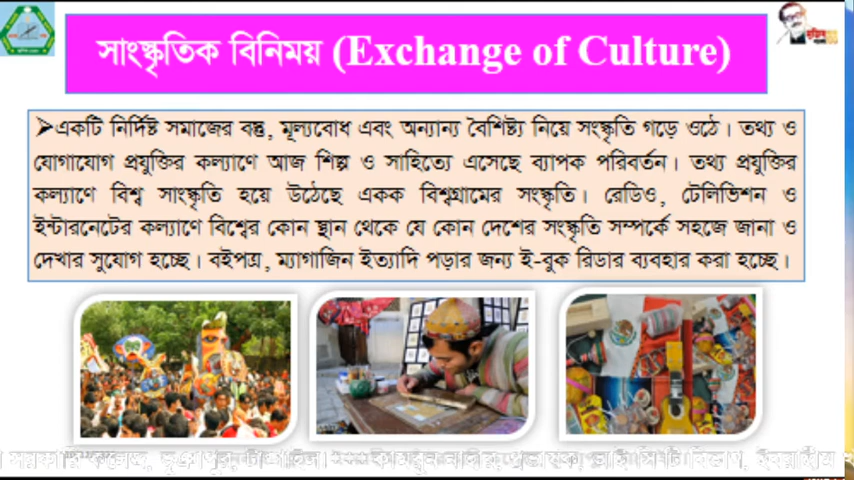 সাংস্কৃতিক বিনিময় (Exchange of Culture)
➤একটি নির্দিষ্ট সমাজের বস্তু, মূল্যবোধ এবং অন্যান্য বৈশিষ্ট্য নিয়ে সংস্কৃতি গড়ে ওঠে। তথ্য ও
যোগাযোগ প্রযুক্তির কল্যাণে আজ শিল্প ও সাহিত্যে এসেছে ব্যাপক পরিবর্তন। তথ্য প্রযুক্তির
কল্যাণে বিশ্ব সাংস্কৃতি হয়ে উঠেছে একক বিশ্বগ্রামের সংস্কৃতি। রেডিও, টেলিভিশন ও
ইন্টারনেটের কল্যাণে বিশ্বের কোন স্থান থেকে যে কোন দেশের সংস্কৃতি সম্পর্কে সহজে জানা ও
দেখার সুযোগ হচ্ছে। বইপত্র, ম্যাগাজিন ইত্যাদি পড়ার জন্য ই-বুক রিডার ব্যবহার করা হচ্ছে।